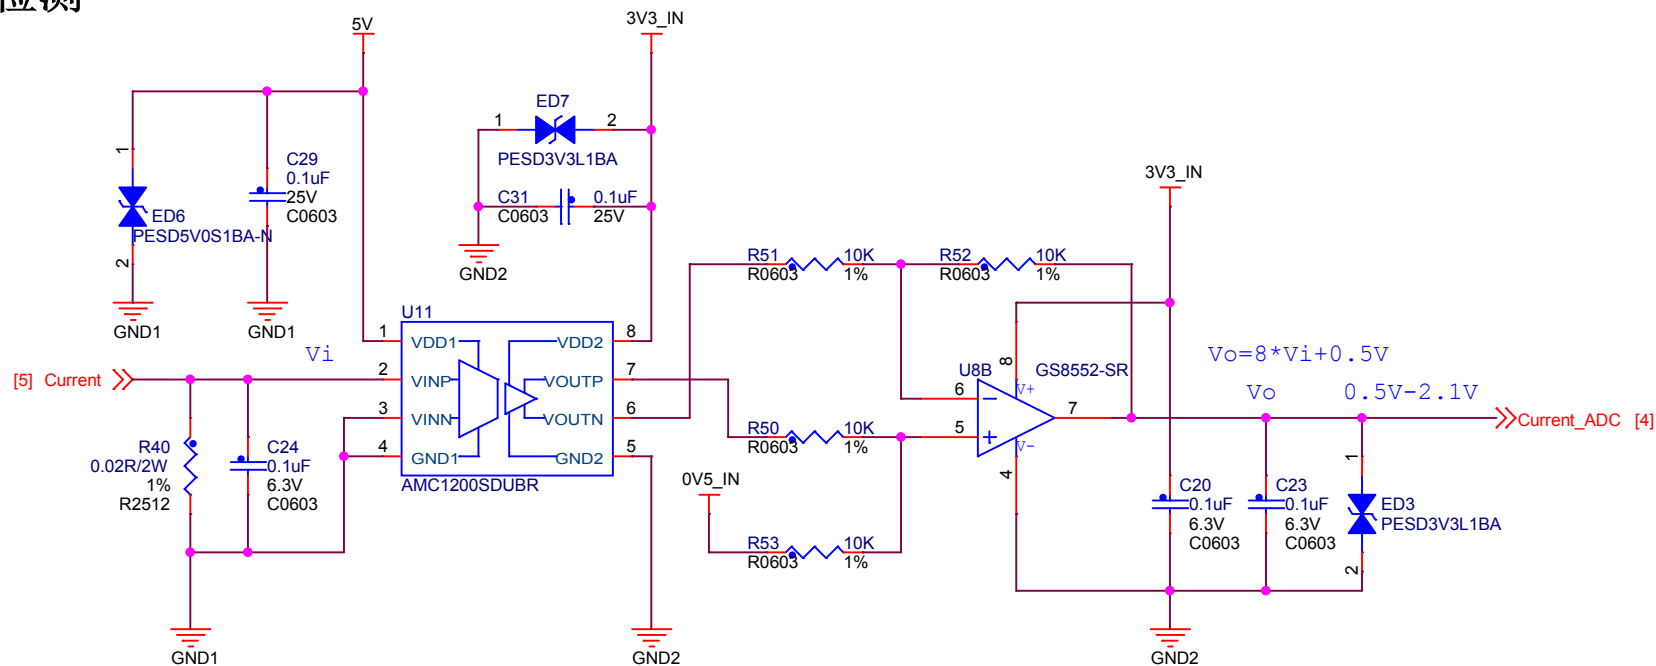 检测
5V
3V3_IN
ED7
1
2
PESD3V3L1BA
C31
C0603
0.1uF
25V
GND2
1
ED6
PESD5V0S1BA-N
2
C29
0.1uF
25V
C0603
GND1
GND1
U11
1
VDD1
VDD2
8
2
VINP
VOUTP
7
3
VINN
VOUTN
6
4
GND1
GND2
5
AMC1200SDUBR
Vi
[5] Current
R40
0.02R/2W
1%
R2512
C24
0.1uF
6.3V
C0603
GND1
GND2
R51
R0603
10K
1%
R52
R0603
10K
1%
R50
R0603
10K
1%
0V5_IN
R53
R0603
10K
1%
3V3_IN
U8B
GS8552-SR
8
V+
6
5
7
V-
4
Vo=8*Vi+0.5V
Vo 0.5V-2.1V
Current_ADC [4]
C20
0.1uF
6.3V
C0603
C23
0.1uF
6.3V
C0603
1
ED3
PESD3V3L1BA
2
GND2